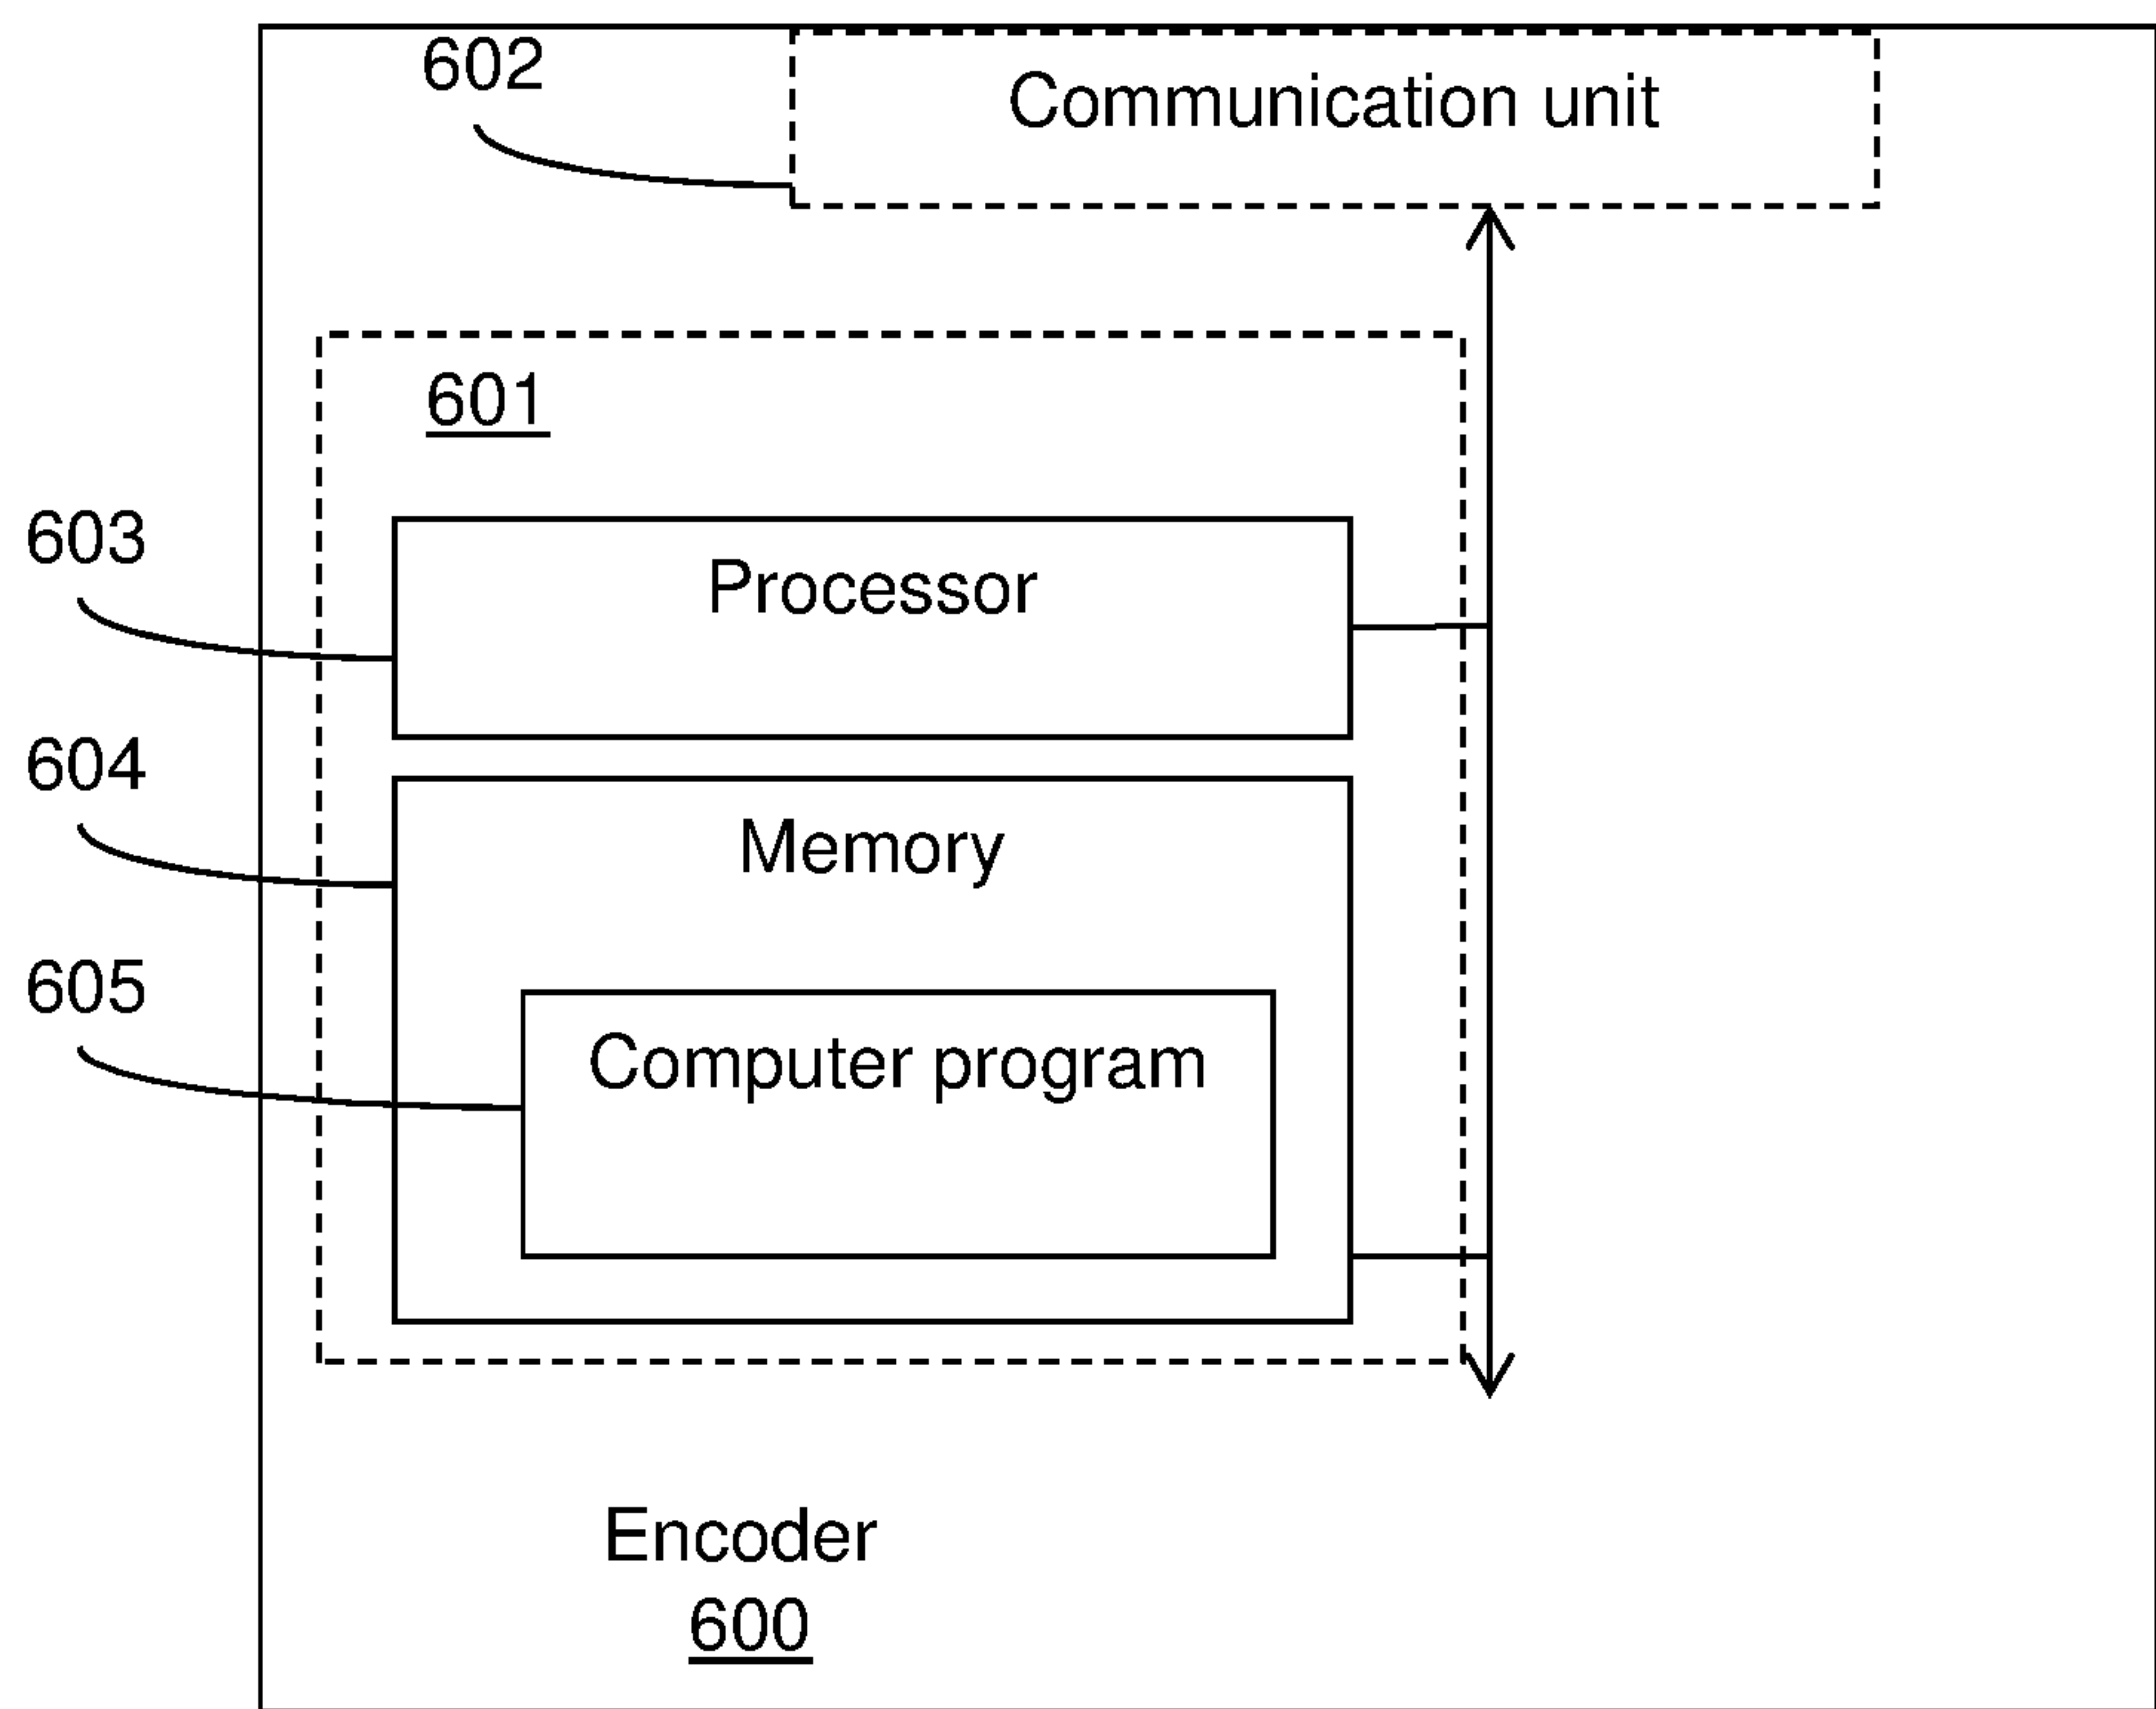 602
Communication unit
601
603
Processor
604
Memory
605
Computer program
Encoder
600